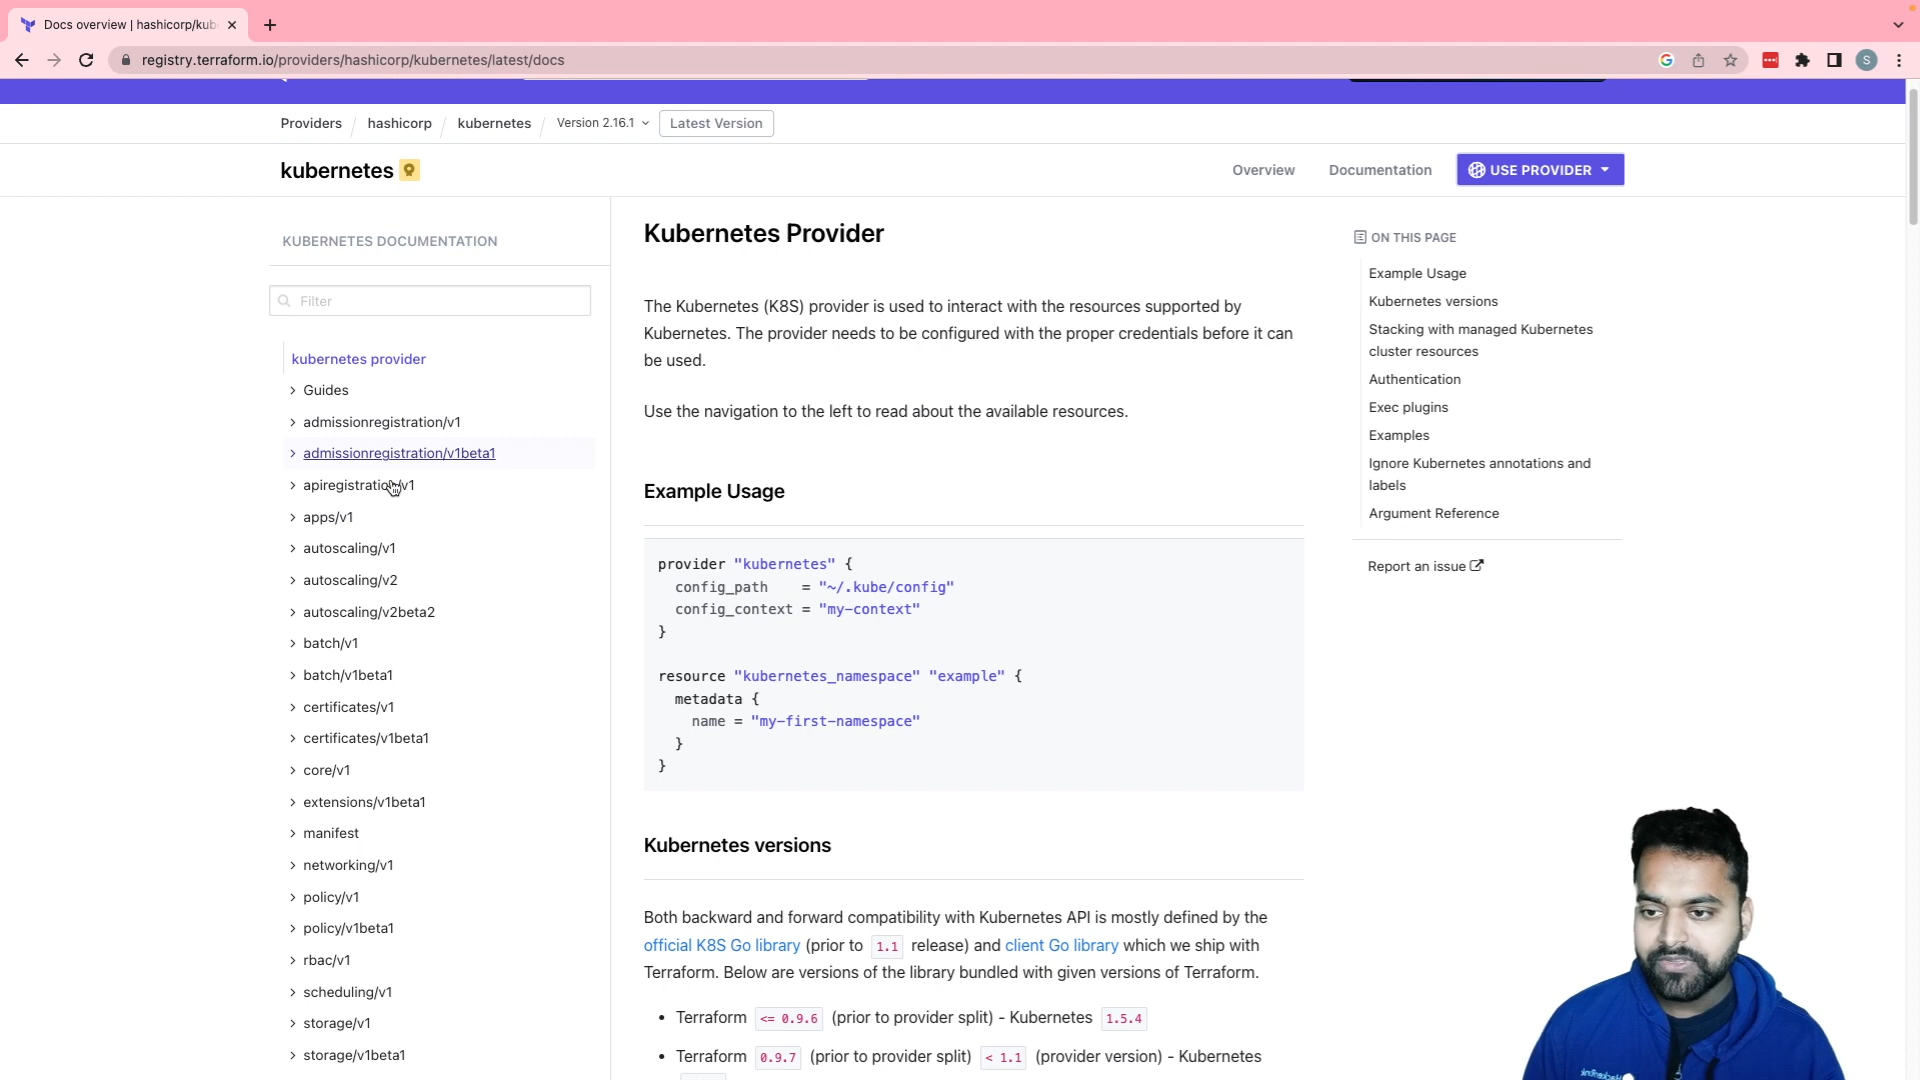 Docs overview | hashicorp/kub
registry.terraform.io/providers/hashicorp/kubernetes/latest/docs
S
Providers / hashicorp / kubernetes / Version 2.16.1 Latest Version
kubernetes
Overview
Documentation
USE PROVIDER
KUBERNETES DOCUMENTATION
Filter
kubernetes provider
Guides
admissionregistration/v1
admissionregistration/v1beta1
apiregistration/v1
apps/v1
autoscaling/v1
autoscaling/v2
autoscaling/v2beta2
batch/v1
batch/v1beta1
certificates/v1
certificates/v1beta1
core/v1
extensions/v1beta1
manifest
networking/v1
policy/v1
policy/v1beta1
rbac/v1
scheduling/v1
storage/v1
storage/v1beta1
Kubernetes Provider
The Kubernetes (K8S) provider is used to interact with the resources supported by
Kubernetes. The provider needs to be configured with the proper credentials before it can
be used.
Use the navigation to the left to read about the available resources.
Example Usage
provider "kubernetes" {
  config_path    = "~/.kube/config"
  config_context = "my-context"
}
resource "kubernetes_namespace" "example" {
  metadata {
    name = "my-first-namespace"
  }
}
Kubernetes versions
Both backward and forward compatibility with Kubernetes API is mostly defined by the
official K8S Go library (prior to 1.1 release) and client Go library which we ship with
Terraform. Below are versions of the library bundled with given versions of Terraform.
• Terraform <= 0.9.6 (prior to provider split) - Kubernetes 1.5.4
• Terraform 0.9.7 (prior to provider split) < 1.1 (provider version) - Kubernetes
ON THIS PAGE
Example Usage
Kubernetes versions
Stacking with managed Kubernetes
cluster resources
Authentication
Exec plugins
Examples
Ignore Kubernetes annotations and
labels
Argument Reference
Report an issue